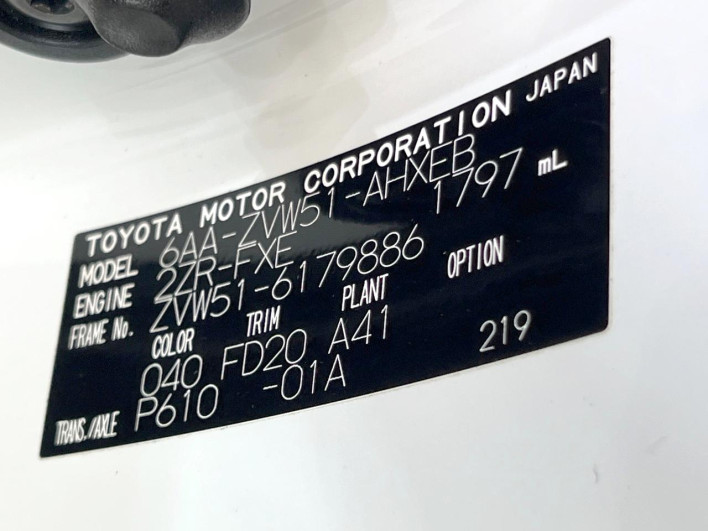 TOYOTA MOTOR CORPORATION JAPAN
MODEL 6AA-ZVW51-AHXEB
ENGINE 2ZR-FXE 1797 mL
FRAME No. ZVW51-6179886
COLOR TRIM PLANT OPTION
040 FD20 A41
TRANS./AXLE P610 -01A 219